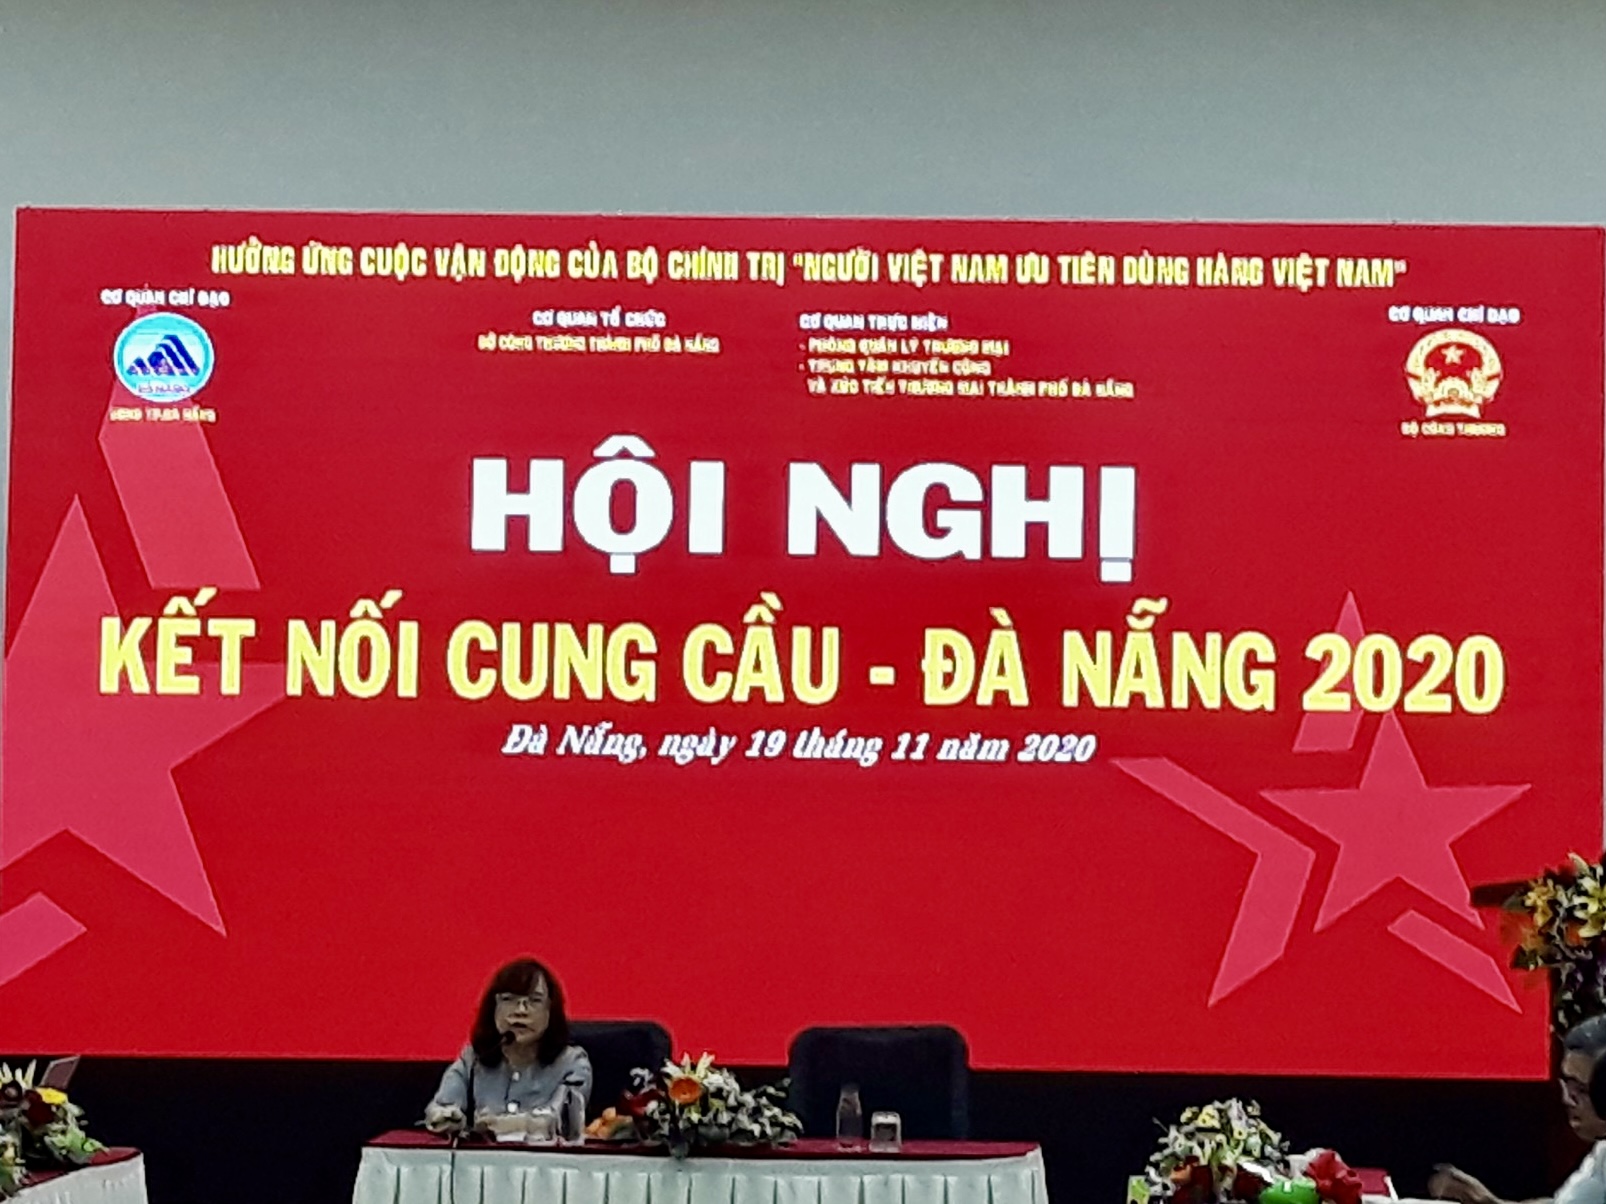 HƯỞNG ỨNG CUỘC VẬN ĐỘNG CỦA BỘ CHÍNH TRỊ "NGƯỜI VIỆT NAM ƯU TIÊN DÙNG HÀNG VIỆT NAM"
CƠ QUAN CHỈ ĐẠO
UBND TP.ĐÀ NẴNG
CƠ QUAN TỔ CHỨC
SỞ CÔNG THƯƠNG THÀNH PHỐ ĐÀ NẴNG
CƠ QUAN THỰC HIỆN
- PHÒNG QUẢN LÝ THƯƠNG MẠI
- TRUNG TÂM KHUYẾN CÔNG
VÀ XÚC TIẾN THƯƠNG MẠI THÀNH PHỐ ĐÀ NẴNG
CƠ QUAN CHỈ ĐẠO
BỘ CÔNG THƯƠNG
HỘI NGHỊ
KẾT NỐI CUNG CẦU - ĐÀ NẴNG 2020
Đà Nẵng, ngày 19 tháng 11 năm 2020